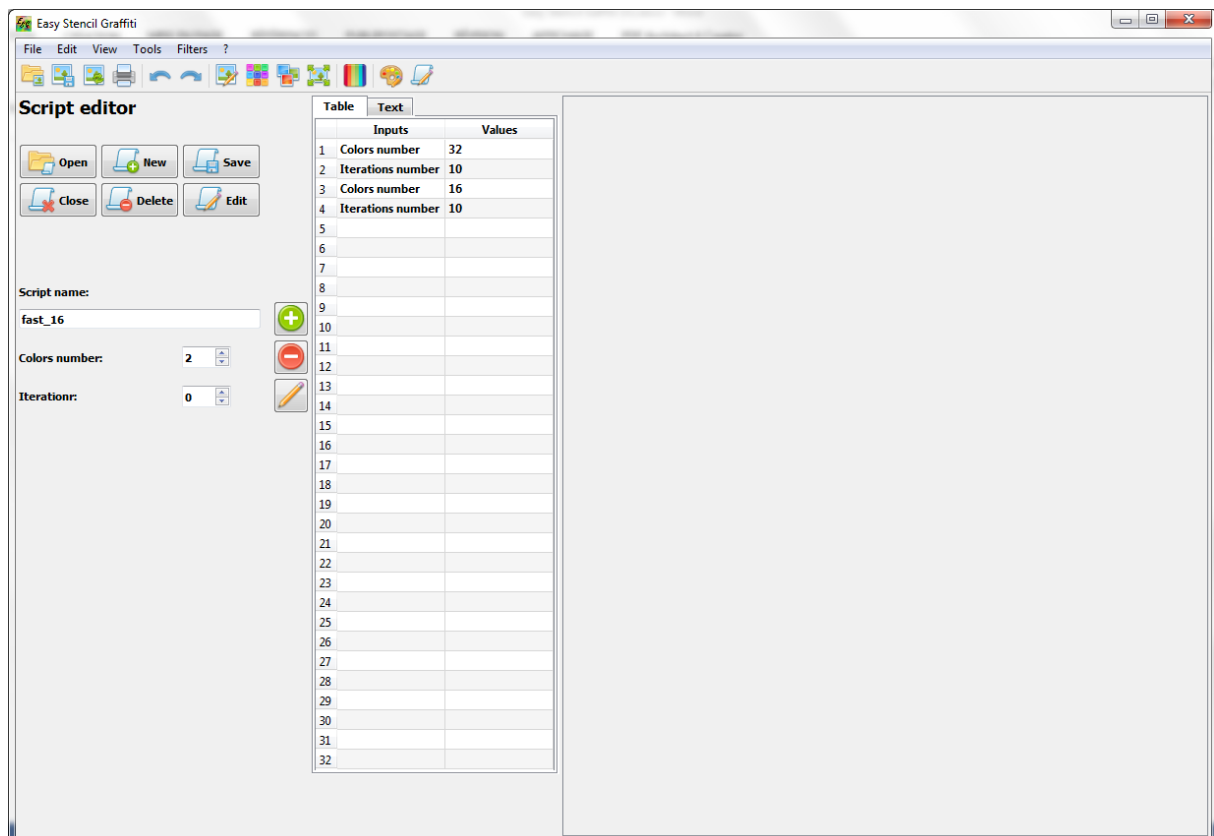 Easy Stencil Graffiti
File Edit View Tools Filters ?
Script editor
Open New Save
Close Delete Edit
Script name:
fast_16
Colors number: 2
Iterationr: 0
Table Text
Inputs Values
1 Colors number 32
2 Iterations number 10
3 Colors number 16
4 Iterations number 10
5
6
7
8
9
10
11
12
13
14
15
16
17
18
19
20
21
22
23
24
25
26
27
28
29
30
31
32